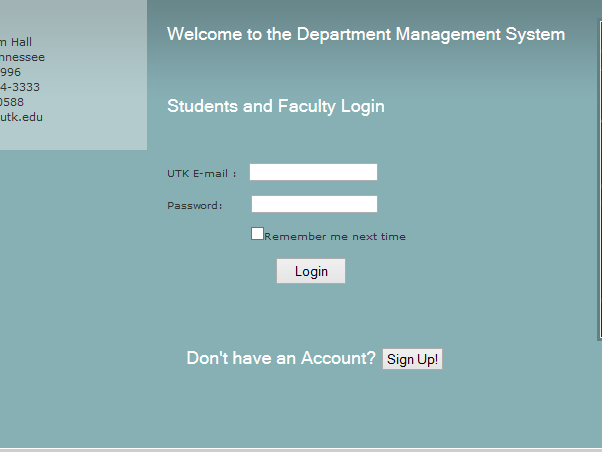 Hall
996
4-3333
0588
utk.edu
Welcome to the Department Management System
Students and Faculty Login
UTK E-mail :
Password:
Remember me next time
Login
Don't have an Account? Sign Up!